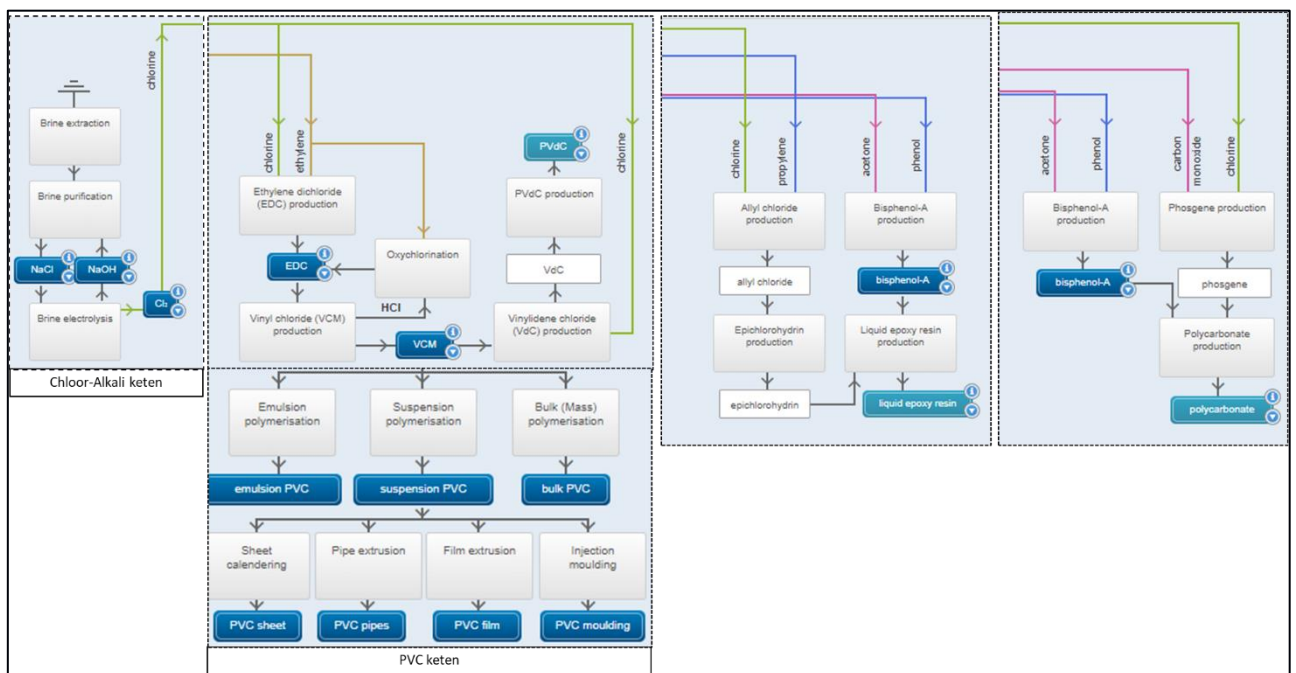 chlorine
Brine extraction
Brine purification
NaCl
NaOH
Brine electrolysis
Cl₂
Chloor-Alkali keten
chlorine
ethylene
chlorine
Ethylene dichloride
(EDC) production
EDC
Oxychlorination
HCl
Vinyl chloride (VCM)
production
VCM
PVdC
PVdC production
VdC
Vinylidene chloride
(VdC) production
Emulsion
polymerisation
Suspension
polymerisation
Bulk (Mass)
polymerisation
emulsion PVC
suspension PVC
bulk PVC
Sheet
calendering
Pipe extrusion
Film extrusion
Injection
moulding
PVC sheet
PVC pipes
PVC film
PVC moulding
PVC keten
chlorine
propylene
acetone
phenol
Allyl chloride
production
Bisphenol-A
production
allyl chloride
bisphenol-A
Epichlorohydrin
production
Liquid epoxy resin
production
epichlorohydrin
liquid epoxy resin
acetone
phenol
carbon
monoxide
chlorine
Bisphenol-A
production
Phosgene production
bisphenol-A
phosgene
Polycarbonate
production
polycarbonate